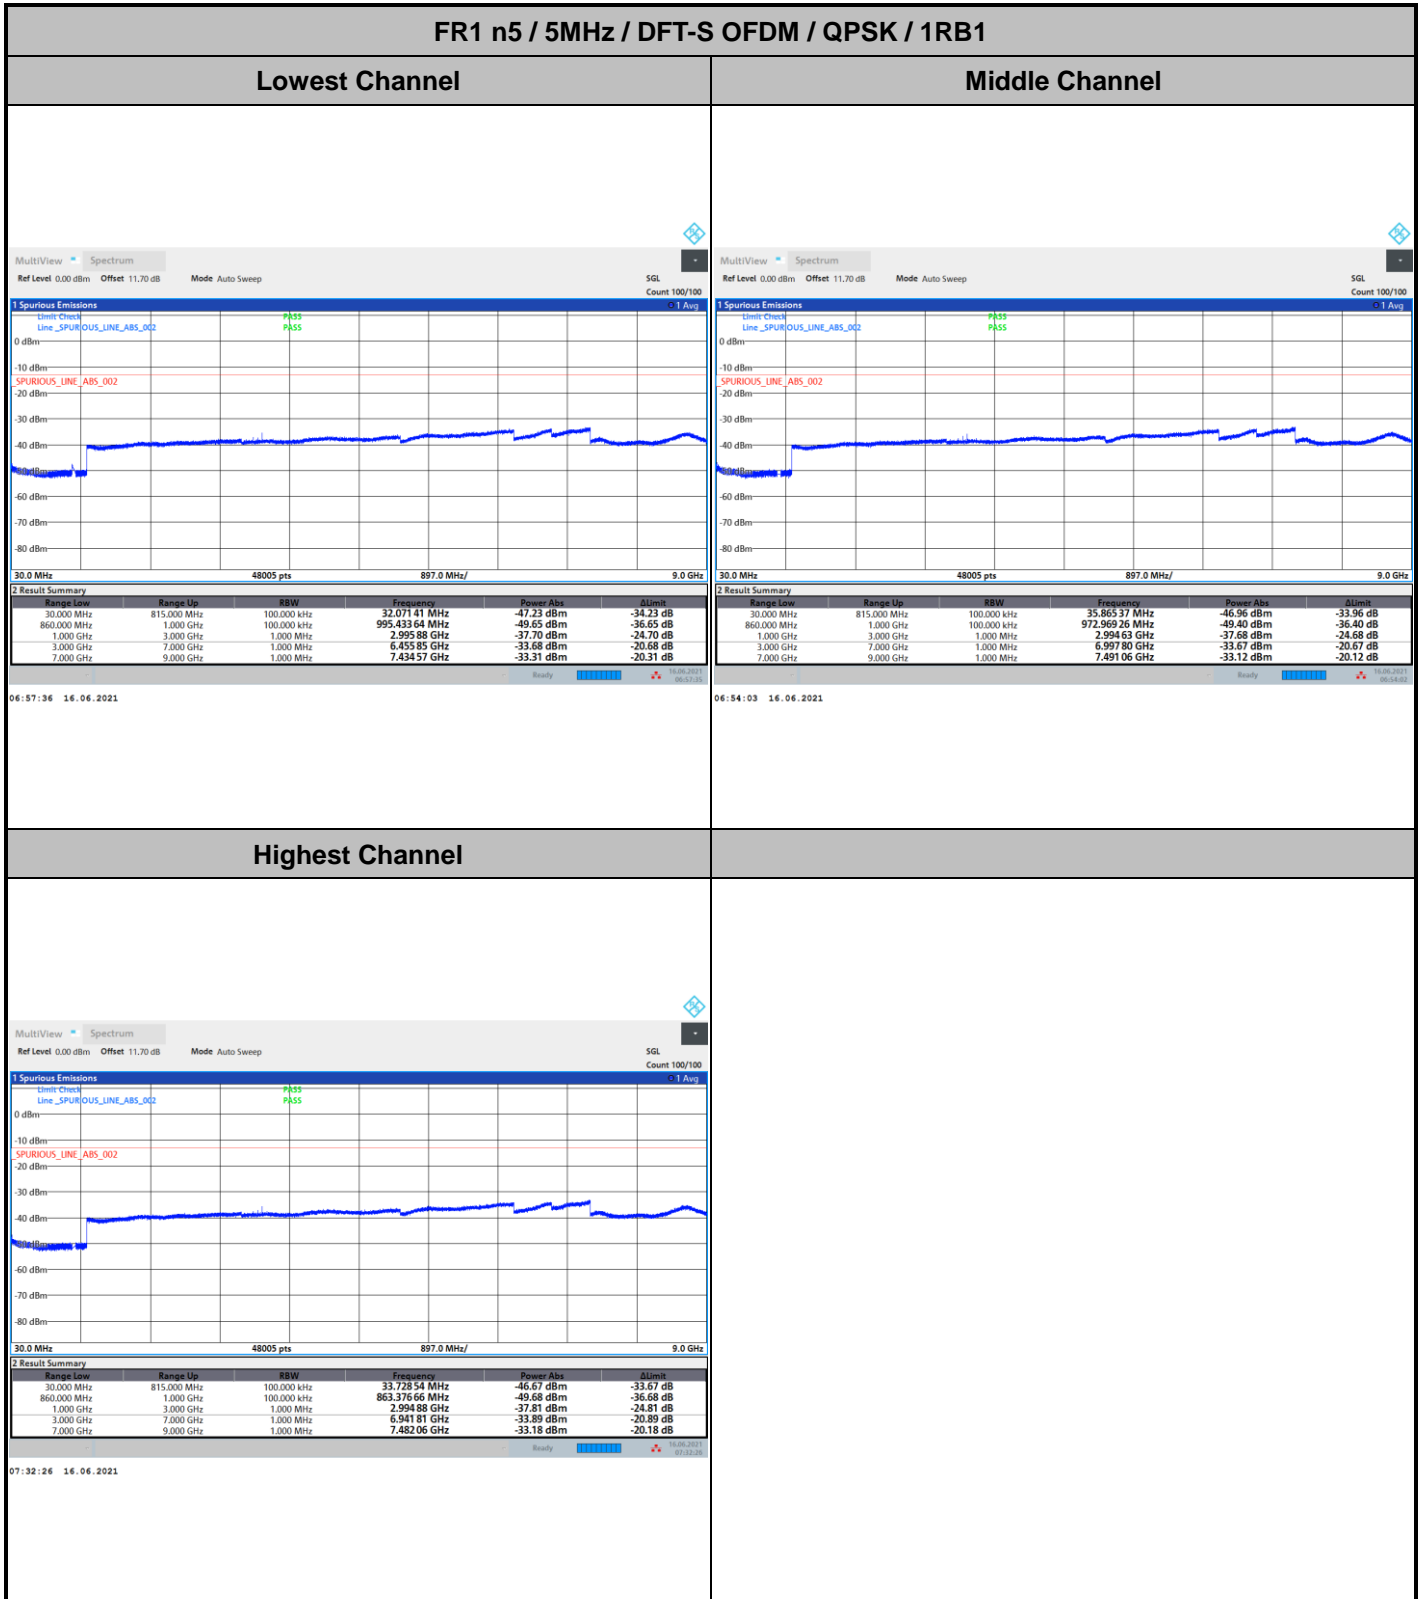 FR1 n5 / 5MHz / DFT-S OFDM / QPSK / 1RB1
Lowest Channel
Middle Channel
MultiView Spectrum
Ref Level 0.00 dBm Offset 11.70 dB Mode Auto Sweep SGL
Count 100/100
1 Spurious Emissions 1 Avg
Limit Check PASS
Line _SPURIOUS_LINE_ABS_002 PASS
0 dBm
-10 dBm
_SPURIOUS_LINE_ABS_002
-20 dBm
-30 dBm
-40 dBm
-50 dBm
-60 dBm
-70 dBm
-80 dBm
30.0 MHz 48005 pts 897.0 MHz/ 9.0 GHz
2 Result Summary
Range Low Range Up RBW Frequency Power Abs ΔLimit
30.000 MHz 815.000 MHz 100.000 kHz 32.071 41 MHz -47.23 dBm -34.23 dB
860.000 MHz 1.000 GHz 100.000 kHz 995.433 64 MHz -49.65 dBm -36.65 dB
1.000 GHz 3.000 GHz 1.000 MHz 2.995 88 GHz -37.70 dBm -24.70 dB
3.000 GHz 7.000 GHz 1.000 MHz 6.455 85 GHz -33.68 dBm -20.68 dB
7.000 GHz 9.000 GHz 1.000 MHz 7.434 57 GHz -33.31 dBm -20.31 dB
Ready 16.06.2021
06:57:35
06:57:36 16.06.2021
MultiView Spectrum
Ref Level 0.00 dBm Offset 11.70 dB Mode Auto Sweep SGL
Count 100/100
1 Spurious Emissions 1 Avg
Limit Check PASS
Line _SPURIOUS_LINE_ABS_002 PASS
0 dBm
-10 dBm
_SPURIOUS_LINE_ABS_002
-20 dBm
-30 dBm
-40 dBm
-50 dBm
-60 dBm
-70 dBm
-80 dBm
30.0 MHz 48005 pts 897.0 MHz/ 9.0 GHz
2 Result Summary
Range Low Range Up RBW Frequency Power Abs ΔLimit
30.000 MHz 815.000 MHz 100.000 kHz 35.865 37 MHz -46.96 dBm -33.96 dB
860.000 MHz 1.000 GHz 100.000 kHz 972.969 26 MHz -49.40 dBm -36.40 dB
1.000 GHz 3.000 GHz 1.000 MHz 2.994 63 GHz -37.68 dBm -24.68 dB
3.000 GHz 7.000 GHz 1.000 MHz 6.997 80 GHz -33.67 dBm -20.67 dB
7.000 GHz 9.000 GHz 1.000 MHz 7.491 06 GHz -33.12 dBm -20.12 dB
Ready 16.06.2021
06:54:02
06:54:03 16.06.2021
Highest Channel
MultiView Spectrum
Ref Level 0.00 dBm Offset 11.70 dB Mode Auto Sweep SGL
Count 100/100
1 Spurious Emissions 1 Avg
Limit Check PASS
Line _SPURIOUS_LINE_ABS_002 PASS
0 dBm
-10 dBm
_SPURIOUS_LINE_ABS_002
-20 dBm
-30 dBm
-40 dBm
-50 dBm
-60 dBm
-70 dBm
-80 dBm
30.0 MHz 48005 pts 897.0 MHz/ 9.0 GHz
2 Result Summary
Range Low Range Up RBW Frequency Power Abs ΔLimit
30.000 MHz 815.000 MHz 100.000 kHz 33.728 54 MHz -46.67 dBm -33.67 dB
860.000 MHz 1.000 GHz 100.000 kHz 863.376 66 MHz -49.68 dBm -36.68 dB
1.000 GHz 3.000 GHz 1.000 MHz 2.994 88 GHz -37.81 dBm -24.81 dB
3.000 GHz 7.000 GHz 1.000 MHz 6.941 81 GHz -33.89 dBm -20.89 dB
7.000 GHz 9.000 GHz 1.000 MHz 7.482 06 GHz -33.18 dBm -20.18 dB
Ready 16.06.2021
07:32:26
07:32:26 16.06.2021